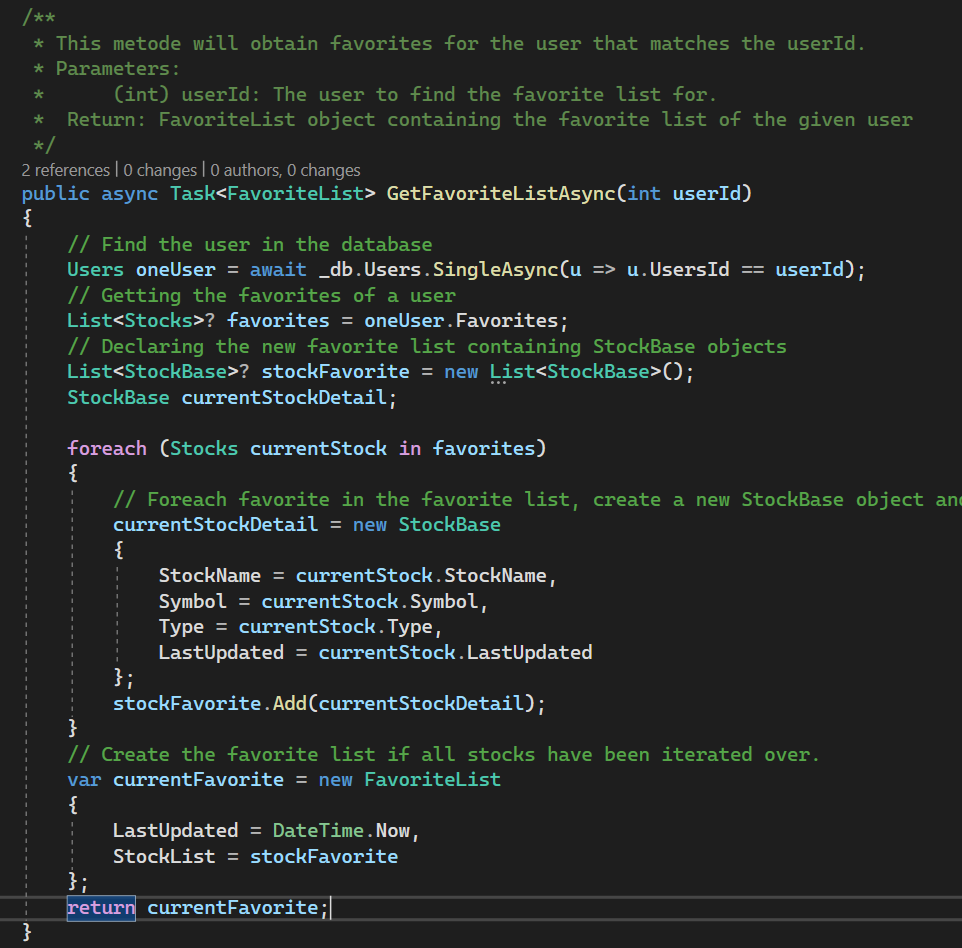 /**
 * This metode will obtain favorites for the user that matches the userId.
 * Parameters:
 *      (int) userId: The user to find the favorite list for.
 *  Return: FavoriteList object containing the favorite list of the given user
 */
2 references | 0 changes | 0 authors, 0 changes
public async Task<FavoriteList> GetFavoriteListAsync(int userId)
{
    // Find the user in the database
    Users oneUser = await _db.Users.SingleAsync(u => u.UsersId == userId);
    // Getting the favorites of a user
    List<Stocks>? favorites = oneUser.Favorites;
    // Declaring the new favorite list containing StockBase objects
    List<StockBase>? stockFavorite = new List<StockBase>();
    StockBase currentStockDetail;

    foreach (Stocks currentStock in favorites)
    {
        // Foreach favorite in the favorite list, create a new StockBase object
        currentStockDetail = new StockBase
        {
            StockName = currentStock.StockName,
            Symbol = currentStock.Symbol,
            Type = currentStock.Type,
            LastUpdated = currentStock.LastUpdated
        };
        stockFavorite.Add(currentStockDetail);
    }
    // Create the favorite list if all stocks have been iterated over.
    var currentFavorite = new FavoriteList
    {
        LastUpdated = DateTime.Now,
        StockList = stockFavorite
    };
    return currentFavorite;
}